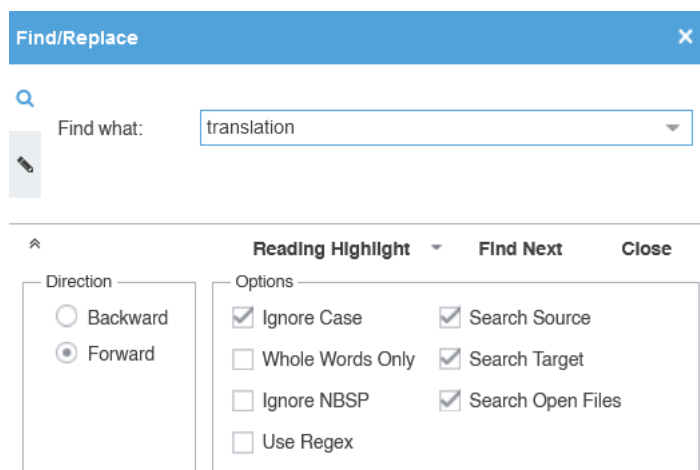 Find/Replace
Find what: translation
Reading Highlight Find Next Close
Direction Options
Backward Ignore Case Search Source
Forward Whole Words Only Search Target
Ignore NBSP Search Open Files
Use Regex